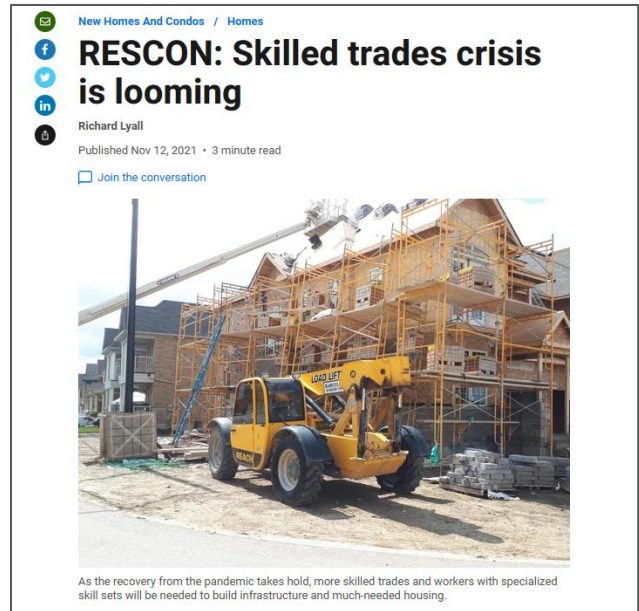 New Homes And Condos / Homes
RESCON: Skilled trades crisis
is looming
Richard Lyall
Published Nov 12, 2021 • 3 minute read
Join the conversation
LOAD LIFT
REACH
As the recovery from the pandemic takes hold, more skilled trades and workers with specialized
skill sets will be needed to build infrastructure and much-needed housing.